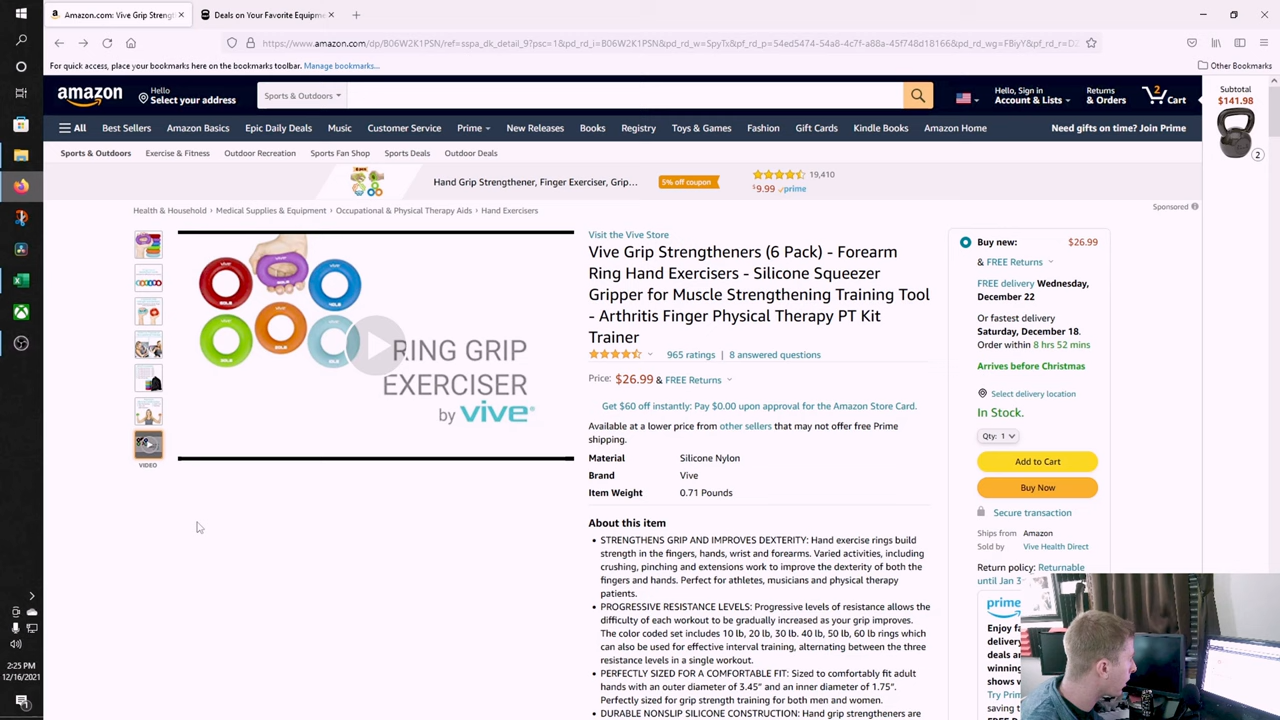 Amazon.com: Vive Grip Strength
Deals on Your Favorite Equipm
https://www.amazon.com/dp/B06W2K1PSN/ref=sspa_dk_detail_9?psc=1&pd_rd_i=B06W2K1PSN&pd_rd_w=SpyTx&pf_rd_p=54ed5474-54a8-4c7f-a88a-45f748d18166&pd_rd_wg=FBiyY&pf_rd_r=DZ
For quick access, place your bookmarks here on the bookmarks toolbar. Manage bookmarks...
Other Bookmarks
amazon
Hello
Select your address
Sports & Outdoors
Hello, Sign in
Account & Lists
Returns
& Orders
2
Cart
Subtotal
$141.98
2
All Best Sellers Amazon Basics Epic Daily Deals Music Customer Service Prime New Releases Books Registry Toys & Games Fashion Gift Cards Kindle Books Amazon Home
Need gifts on time? Join Prime
Sports & Outdoors Exercise & Fitness Outdoor Recreation Sports Fan Shop Sports Deals Outdoor Deals
Hand Grip Strengthener, Finger Exerciser, Grip...
5% off coupon
19,410
$9.99 prime
Sponsored
Health & Household › Medical Supplies & Equipment › Occupational & Physical Therapy Aids › Hand Exercisers
RING GRIP
EXERCISER
by vive®
VIDEO
Visit the Vive Store
Vive Grip Strengtheners (6 Pack) - Forearm
Ring Hand Exercisers - Silicone Squeezer
Gripper for Muscle Strengthening Training Tool
- Arthritis Finger Physical Therapy PT Kit
Trainer
965 ratings | 8 answered questions
Price: $26.99 & FREE Returns
Get $60 off instantly: Pay $0.00 upon approval for the Amazon Store Card.
Available at a lower price from other sellers that may not offer free Prime
shipping.
Material Silicone Nylon
Brand Vive
Item Weight 0.71 Pounds
About this item
• STRENGTHENS GRIP AND IMPROVES DEXTERITY: Hand exercise rings build
strength in the fingers, hands, wrist and forearms. Varied activities, including
crushing, pinching and extensions work to improve the dexterity of both the
fingers and hands. Perfect for athletes, musicians and physical therapy
patients.
• PROGRESSIVE RESISTANCE LEVELS: Progressive levels of resistance allows the
difficulty of each workout to be gradually increased as your grip improves.
The color coded set includes 10 lb, 20 lb, 30 lb. 40 lb, 50 lb, 60 lb rings which
can also be used for effective interval training, alternating between the three
resistance levels in a single workout.
• PERFECTLY SIZED FOR A COMFORTABLE FIT: Sized to comfortably fit adult
hands with an outer diameter of 3.45" and an inner diameter of 1.75".
Perfectly sized for grip strength training for both men and women.
• DURABLE NONSLIP SILICONE CONSTRUCTION: Hand grip strengtheners are
Buy new: $26.99
& FREE Returns
FREE delivery Wednesday,
December 22
Or fastest delivery
Saturday, December 18.
Order within 8 hrs 52 mins
Arrives before Christmas
Select delivery location
In Stock.
Qty: 1
Add to Cart
Buy Now
Secure transaction
Ships from Amazon
Sold by Vive Health Direct
Return policy: Returnable
until Jan 3
prime
Enjoy fa
delivery
deals an
winning
shows w
Try Prim
saving t
2:25 PM
12/16/2021